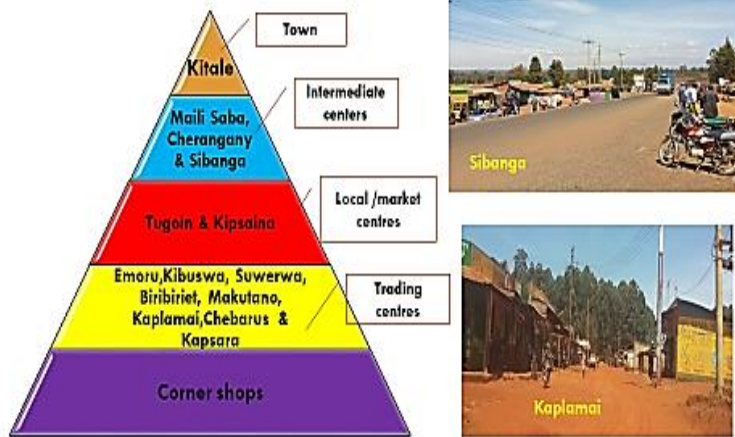 Town
Kitale
Intermediate
centers
Maili Saba,
Cherangany
& Sibanga
Local /market
centres
Tugoin & Kipsaina
Emoru,Kibuswa, Suwerwa,
Biribiriet, Makutano,
Kaplamai,Chebarus &
Kapsara
Trading
centres
Corner shops
Sibanga
Kaplamai